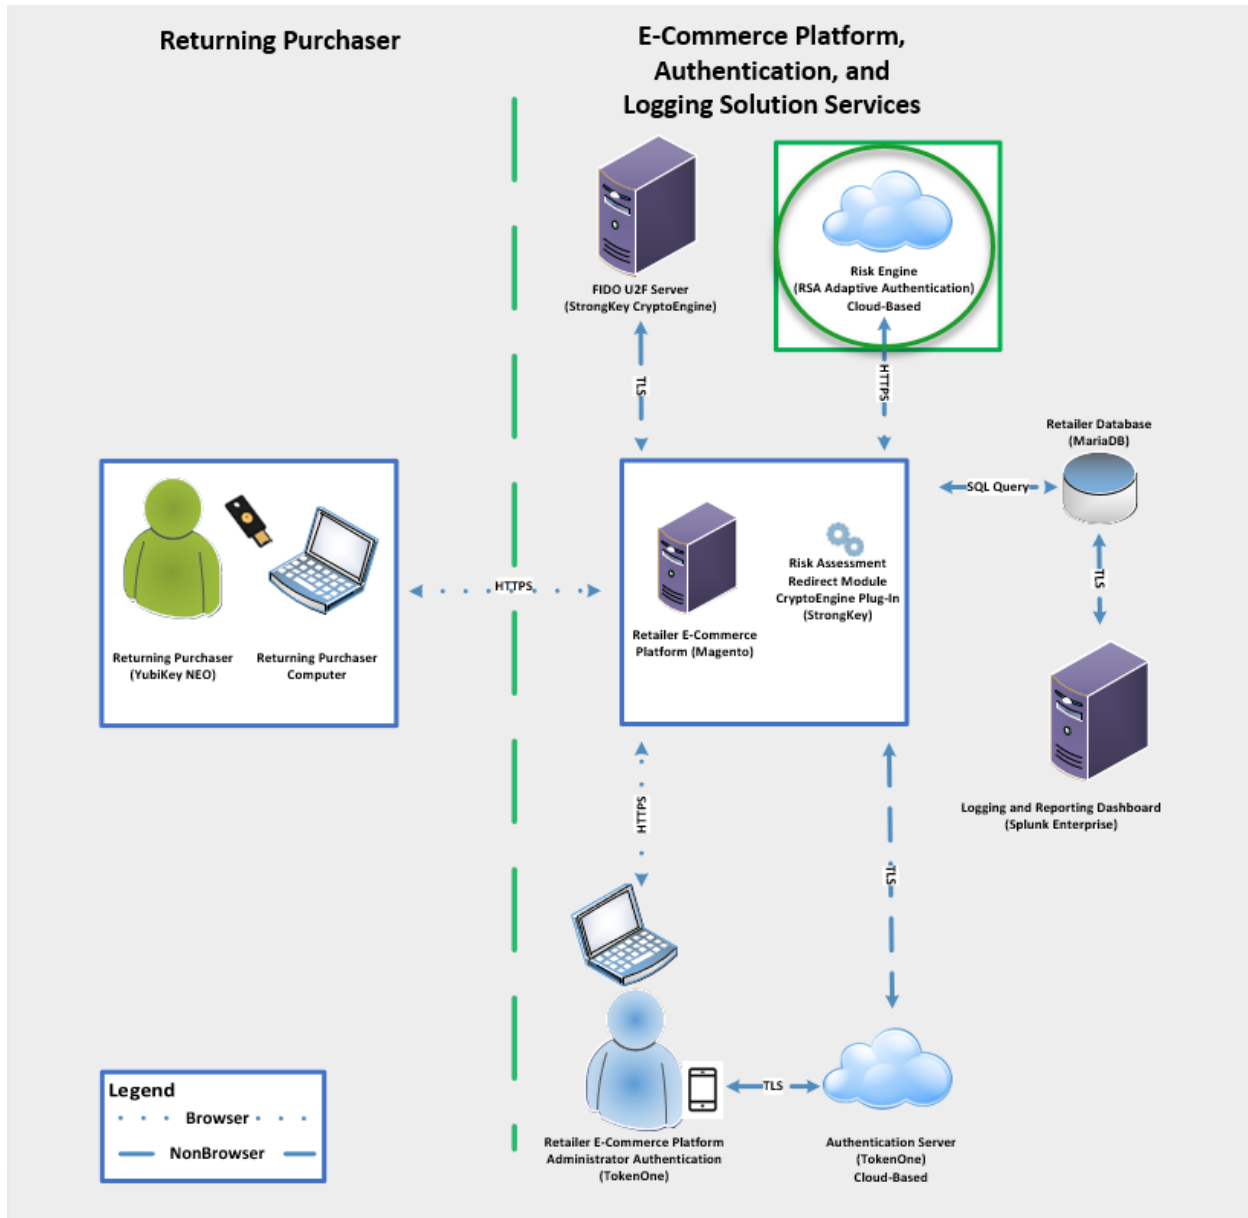 Returning Purchaser
E-Commerce Platform,
Authentication, and
Logging Solution Services
FIDO U2F Server
(StrongKey CryptoEngine)
Risk Engine
(RSA Adaptive Authentication)
Cloud-Based
TLS
HTTPS
Retailer Database
(MariaDB)
SQL Query
TLS
Returning Purchaser
(YubiKey NEO)
Returning Purchaser
Computer
HTTPS
Retailer E-Commerce
Platform (Magento)
Risk Assessment
Redirect Module
CryptoEngine Plug-In
(StrongKey)
Logging and Reporting Dashboard
(Splunk Enterprise)
HTTPS
TLS
TLS
Retailer E-Commerce Platform
Administrator Authentication
(TokenOne)
Authentication Server
(TokenOne)
Cloud-Based
Legend
Browser
NonBrowser